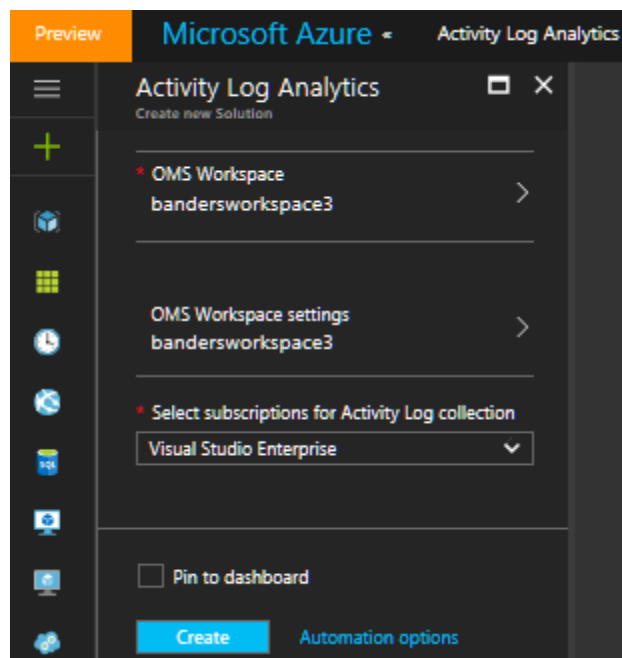 Preview
Microsoft Azure «
Activity Log Analytics
Activity Log Analytics
Create new Solution
* OMS Workspace
bandersworkspace3
OMS Workspace settings
bandersworkspace3
* Select subscriptions for Activity Log collection
Visual Studio Enterprise
SQL
Pin to dashboard
Create
Automation options